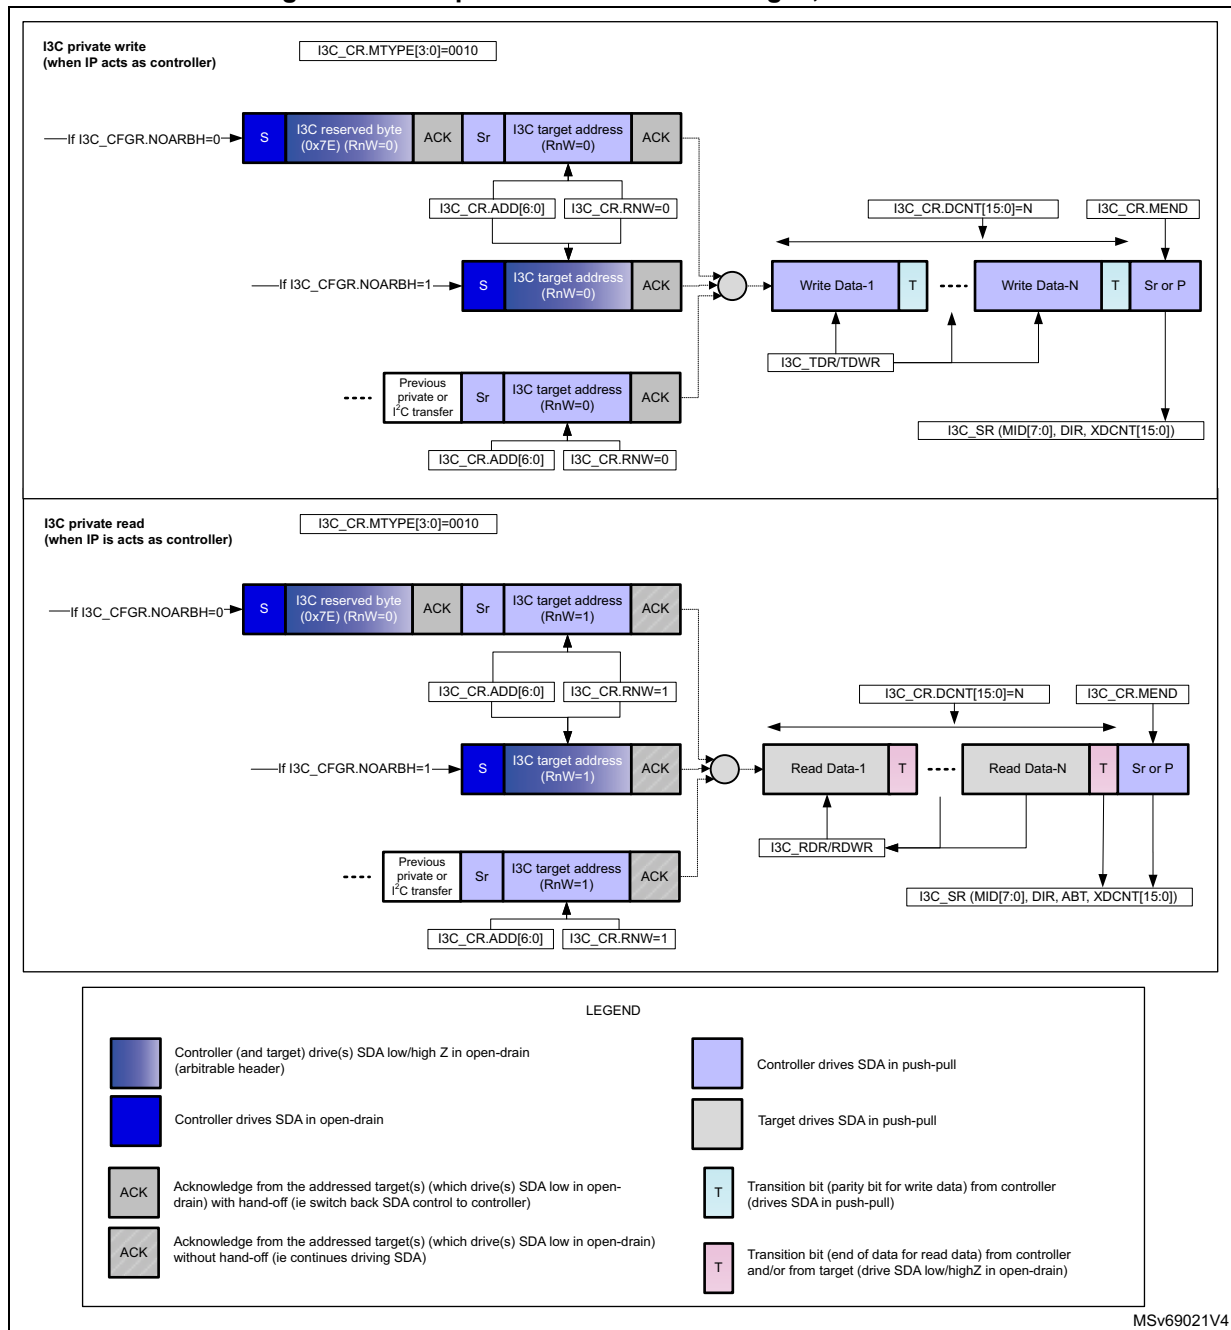 I3C private write
(when IP acts as controller)
I3C_CR.MTYPE[3:0]=0010
If I3C_CFGR.NOARBH=0
S
I3C reserved byte
(0x7E) (RnW=0)
ACK
Sr
I3C target address
(RnW=0)
ACK
I3C_CR.ADD[6:0]
I3C_CR.RNW=0
I3C_CR.DCNT[15:0]=N
I3C_CR.MEND
If I3C_CFGR.NOARBH=1
S
I3C target address
(RnW=0)
ACK
Write Data-1
T
Write Data-N
T
Sr or P
I3C_TDR/TDWR
Previous
private or
I²C transfer
Sr
I3C target address
(RnW=0)
ACK
I3C_CR.ADD[6:0]
I3C_CR.RNW=0
I3C_SR (MID[7:0], DIR, XDCNT[15:0])
I3C private read
(when IP is acts as controller)
I3C_CR.MTYPE[3:0]=0010
If I3C_CFGR.NOARBH=0
S
I3C reserved byte
(0x7E) (RnW=0)
ACK
Sr
I3C target address
(RnW=1)
ACK
I3C_CR.ADD[6:0]
I3C_CR.RNW=1
I3C_CR.DCNT[15:0]=N
I3C_CR.MEND
If I3C_CFGR.NOARBH=1
S
I3C target address
(RnW=1)
ACK
Read Data-1
T
Read Data-N
T
Sr or P
I3C_RDR/RDWR
Previous
private or
I²C transfer
Sr
I3C target address
(RnW=1)
ACK
I3C_CR.ADD[6:0]
I3C_CR.RNW=1
I3C_SR (MID[7:0], DIR, ABT, XDCNT[15:0])
LEGEND
Controller (and target) drive(s) SDA low/high Z in open-drain
(arbitrable header)
Controller drives SDA in push-pull
Controller drives SDA in open-drain
Target drives SDA in push-pull
ACK
Acknowledge from the addressed target(s) (which drive(s) SDA low in open-
drain) with hand-off (ie switch back SDA control to controller)
T
Transition bit (parity bit for write data) from controller
(drives SDA in push-pull)
ACK
Acknowledge from the addressed target(s) (which drive(s) SDA low in open-drain)
without hand-off (ie continues driving SDA)
T
Transition bit (end of data for read data) from controller
and/or from target (drive SDA low/highZ in open-drain)
MSv69021V4